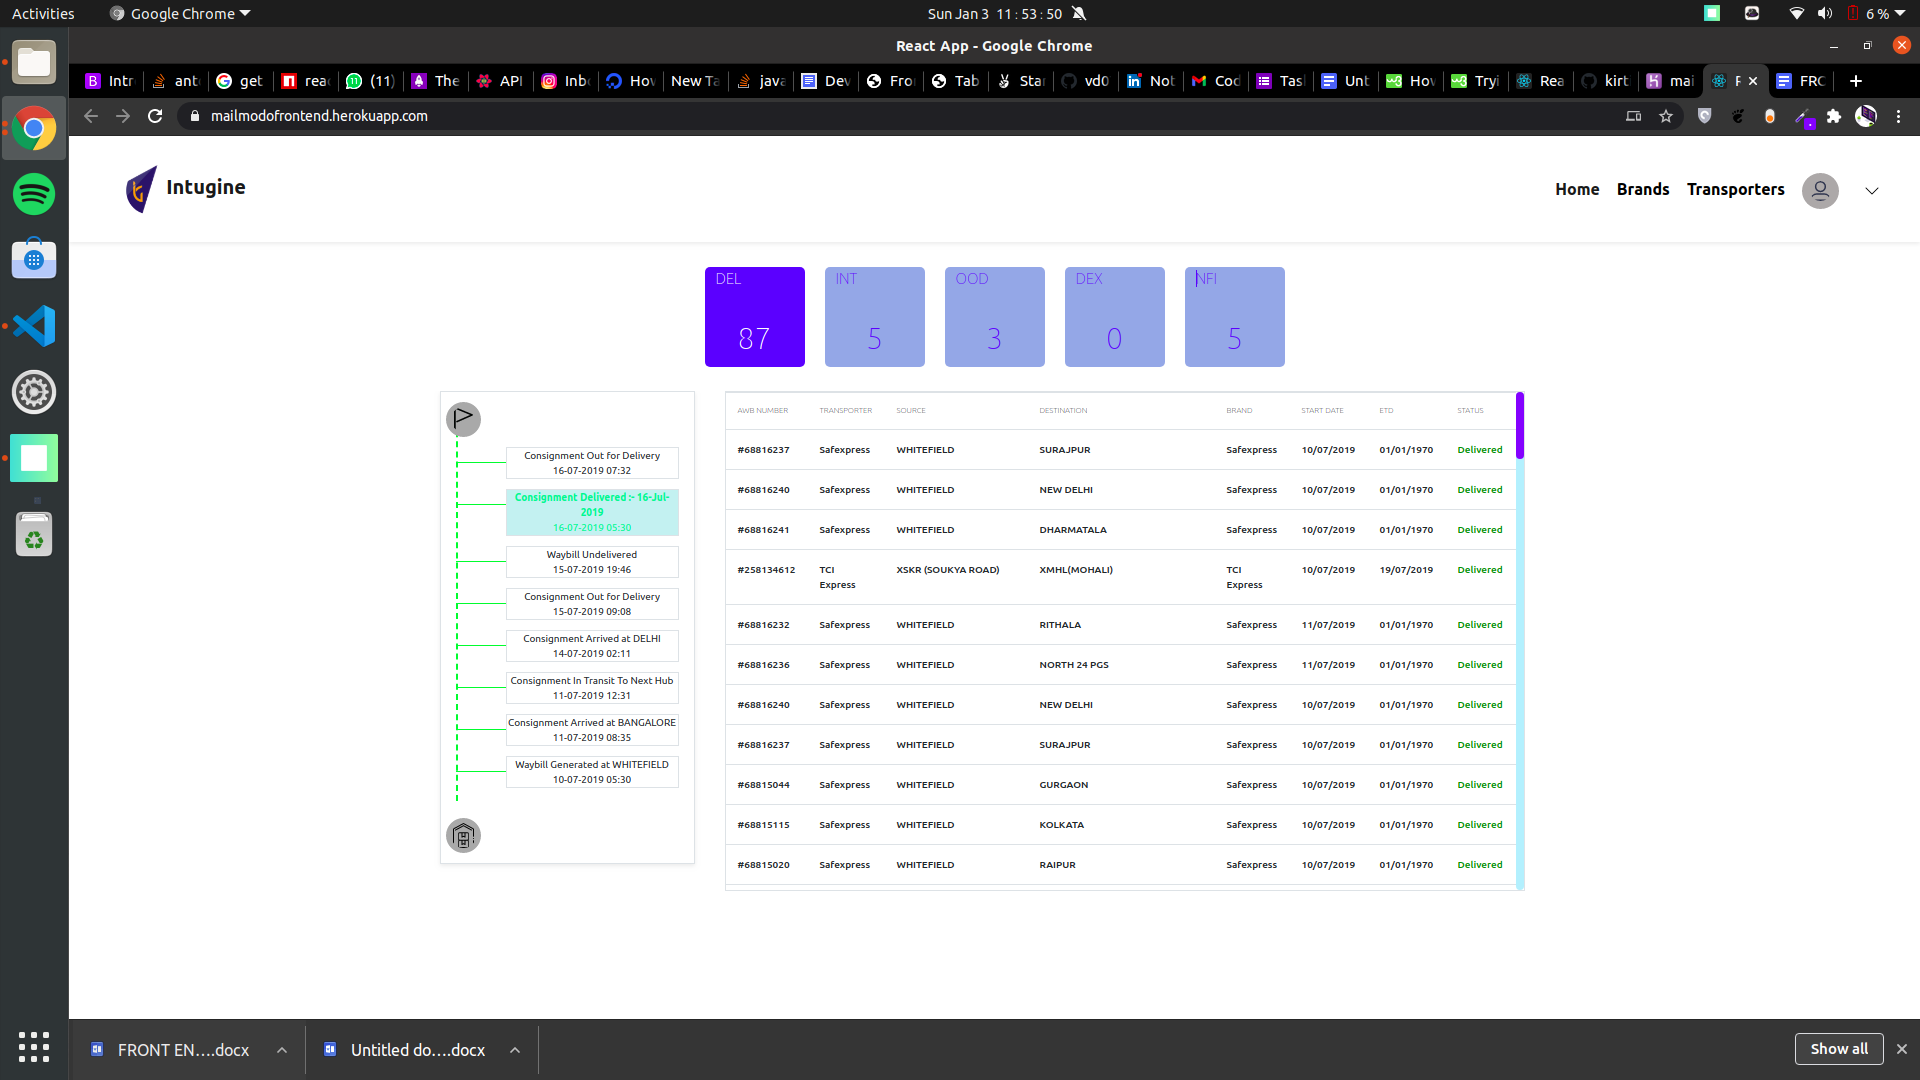 Activities
Google Chrome
Sun Jan 3 11 : 53 : 50
6 %
React App - Google Chrome
Intr
ant
get
rea
(11)
The
API
Inb
Hov
New Ta
java
Dev
Fro
Tab
Sta
vd0
Not
Cod
Tas
Unt
Hov
Tryi
Rea
kirt
mai
FRC
mailmodofrontend.herokuapp.com
Intugine
Home
Brands
Transporters
DEL
87
INT
5
OOD
3
DEX
0
NFI
5
Consignment Out for Delivery
16-07-2019 07:32
Consignment Delivered :- 16-Jul-
2019
16-07-2019 05:30
Waybill Undelivered
15-07-2019 19:46
Consignment Out for Delivery
15-07-2019 09:08
Consignment Arrived at DELHI
14-07-2019 02:11
Consignment In Transit To Next Hub
11-07-2019 12:31
Consignment Arrived at BANGALORE
11-07-2019 08:35
Waybill Generated at WHITEFIELD
10-07-2019 05:30
AWB NUMBER TRANSPORTER SOURCE DESTINATION BRAND START DATE ETD STATUS
#68816237 Safexpress WHITEFIELD SURAJPUR Safexpress 10/07/2019 01/01/1970 Delivered
#68816240 Safexpress WHITEFIELD NEW DELHI Safexpress 10/07/2019 01/01/1970 Delivered
#68816241 Safexpress WHITEFIELD DHARMATALA Safexpress 10/07/2019 01/01/1970 Delivered
#258134612 TCI Express XSKR (SOUKYA ROAD) XMHL(MOHALI) TCI Express 10/07/2019 19/07/2019 Delivered
#68816232 Safexpress WHITEFIELD RITHALA Safexpress 11/07/2019 01/01/1970 Delivered
#68816236 Safexpress WHITEFIELD NORTH 24 PGS Safexpress 11/07/2019 01/01/1970 Delivered
#68816240 Safexpress WHITEFIELD NEW DELHI Safexpress 10/07/2019 01/01/1970 Delivered
#68816237 Safexpress WHITEFIELD SURAJPUR Safexpress 10/07/2019 01/01/1970 Delivered
#68815044 Safexpress WHITEFIELD GURGAON Safexpress 10/07/2019 01/01/1970 Delivered
#68815115 Safexpress WHITEFIELD KOLKATA Safexpress 10/07/2019 01/01/1970 Delivered
#68815020 Safexpress WHITEFIELD RAIPUR Safexpress 10/07/2019 01/01/1970 Delivered
FRONT EN....docx
Untitled do....docx
Show all